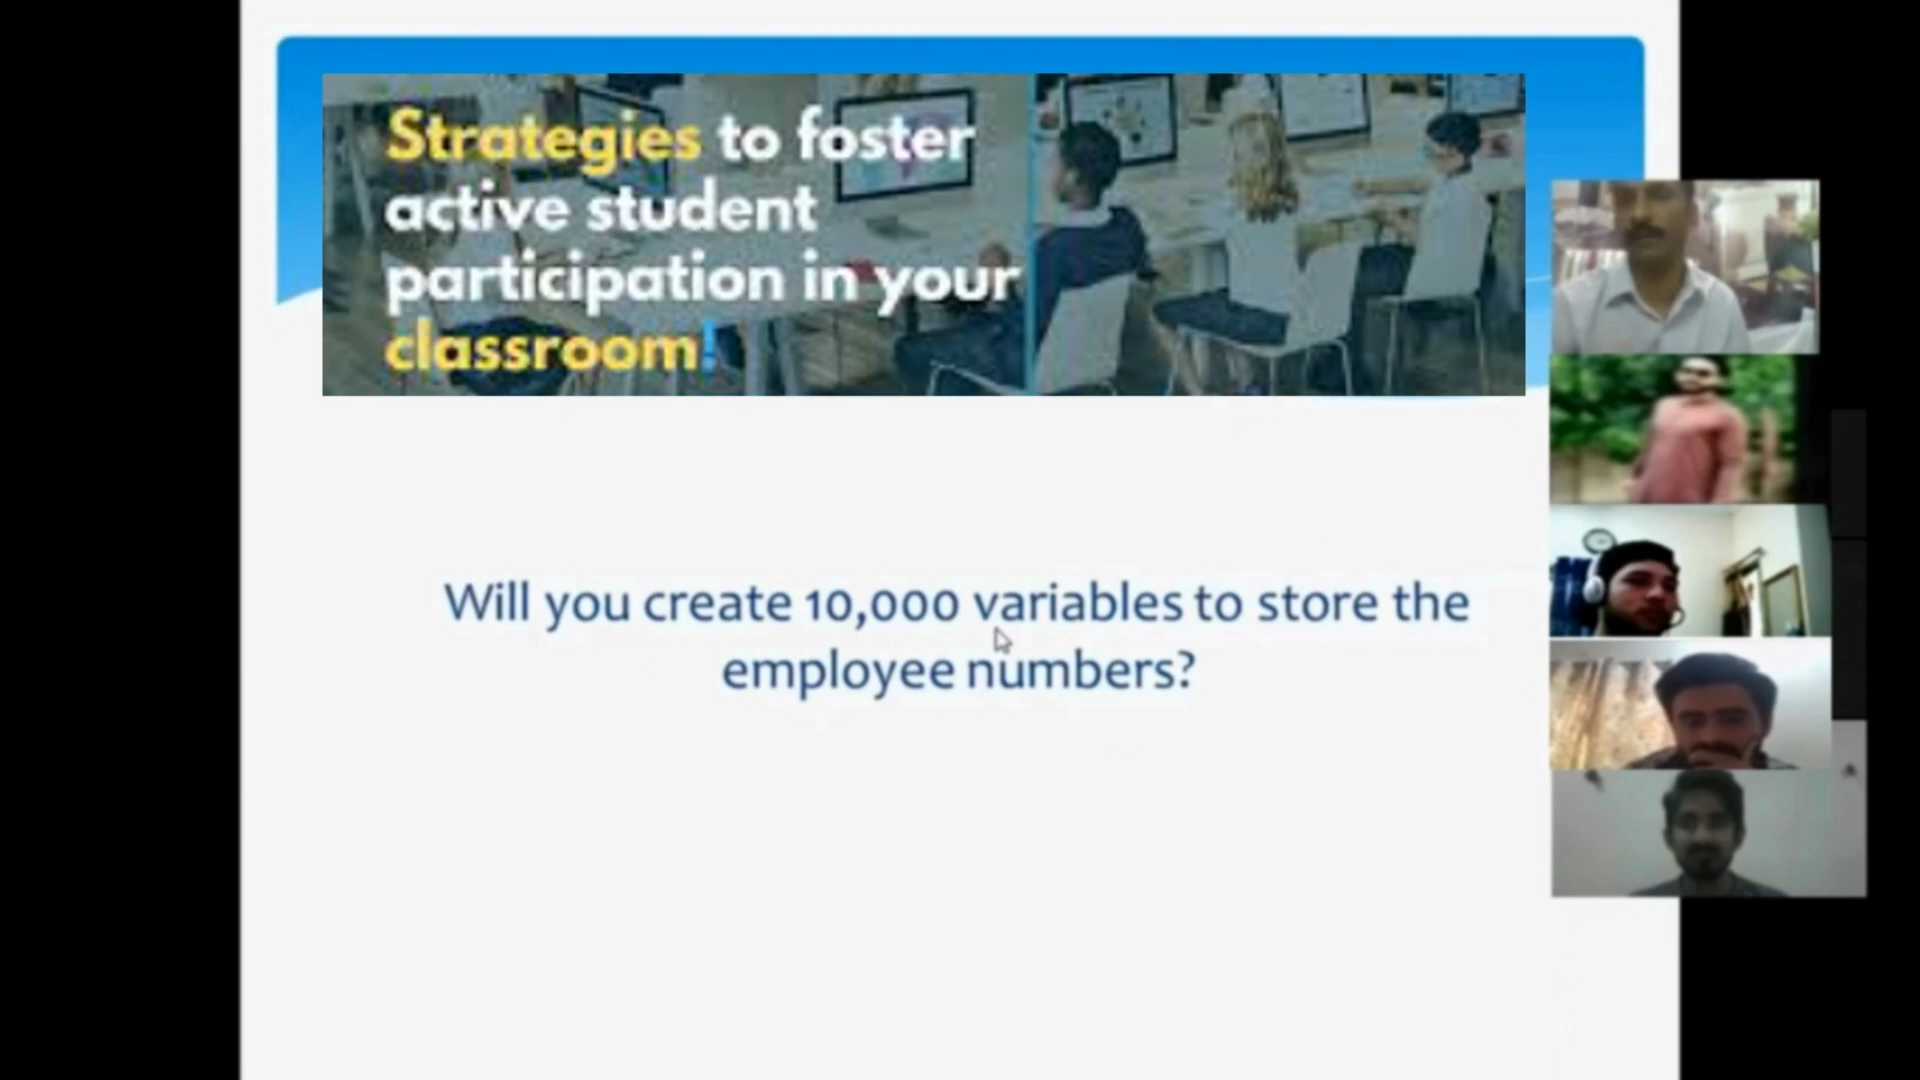 Strategies to foster
active student
participation in your
classroom!
Will you create 10,000 variables to store the
employee numbers?